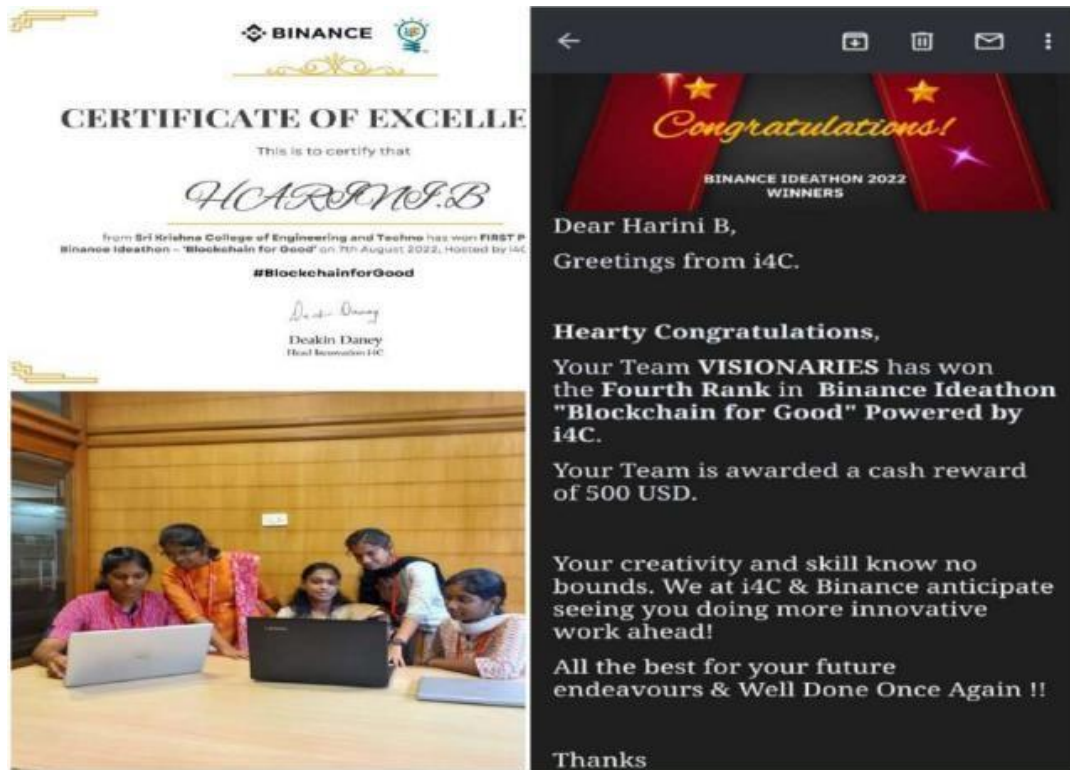 BINANCE
CERTIFICATE OF EXCELLE
This is to certify that
HARINI.B
from Sri Krishna College of Engineering and Techno has won FIRST P
Binance Ideathon – "Blockchain for Good" on 7th August 2022, Hosted by i4C
#BlockchainforGood
Deakin Daney
Deakin Daney
Head Innovation i4C
Congratulations!
BINANCE IDEATHON 2022
WINNERS
Dear Harini B,
Greetings from i4C.
Hearty Congratulations,
Your Team VISIONARIES has won
the Fourth Rank in Binance Ideathon
"Blockchain for Good" Powered by
i4C.
Your Team is awarded a cash reward
of 500 USD.
Your creativity and skill know no
bounds. We at i4C & Binance anticipate
seeing you doing more innovative
work ahead!
All the best for your future
endeavours & Well Done Once Again !!
Thanks